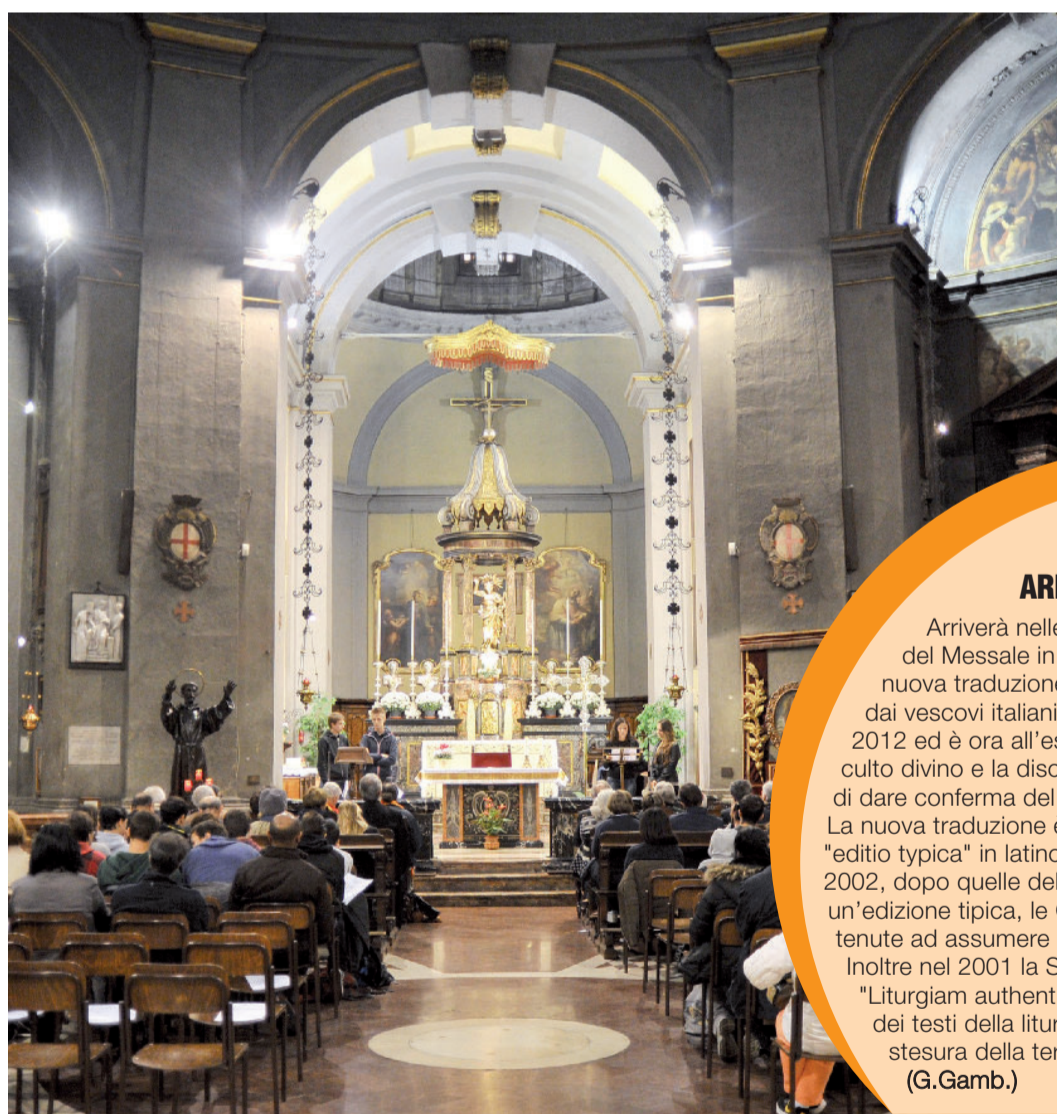 ARI
Arriverà nelle
del Messale in
nuova traduzione
dai vescovi italiani
2012 ed è ora all'es
culto divino e la disc
di dare conferma del
La nuova traduzione è
"editio typica" in latino
2002, dopo quelle del
un'edizione tipica, le
tenute ad assumere
Inoltre nel 2001 la S
"Liturgiam authent
dei testi della litur
stesura della ter
(G.Gamb.)